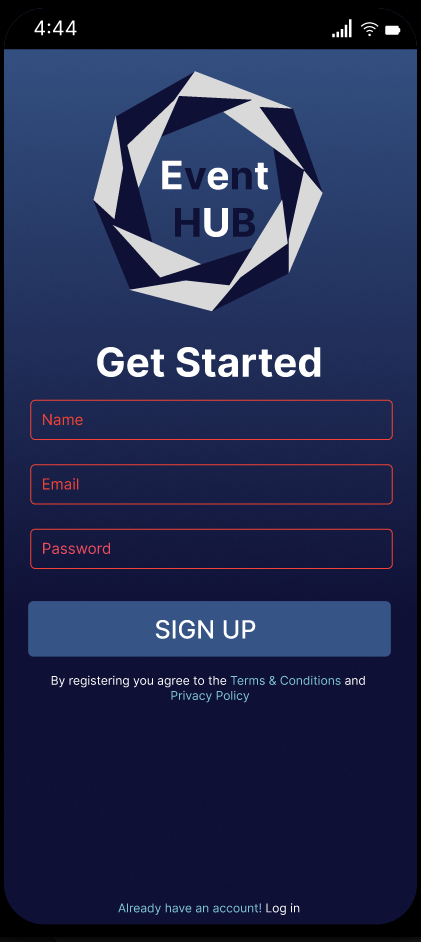 4:44
Event
HUB
Get Started
Name
Email
Password
SIGN UP
By registering you agree to the Terms & Conditions and
Privacy Policy
Already have an account! Log in